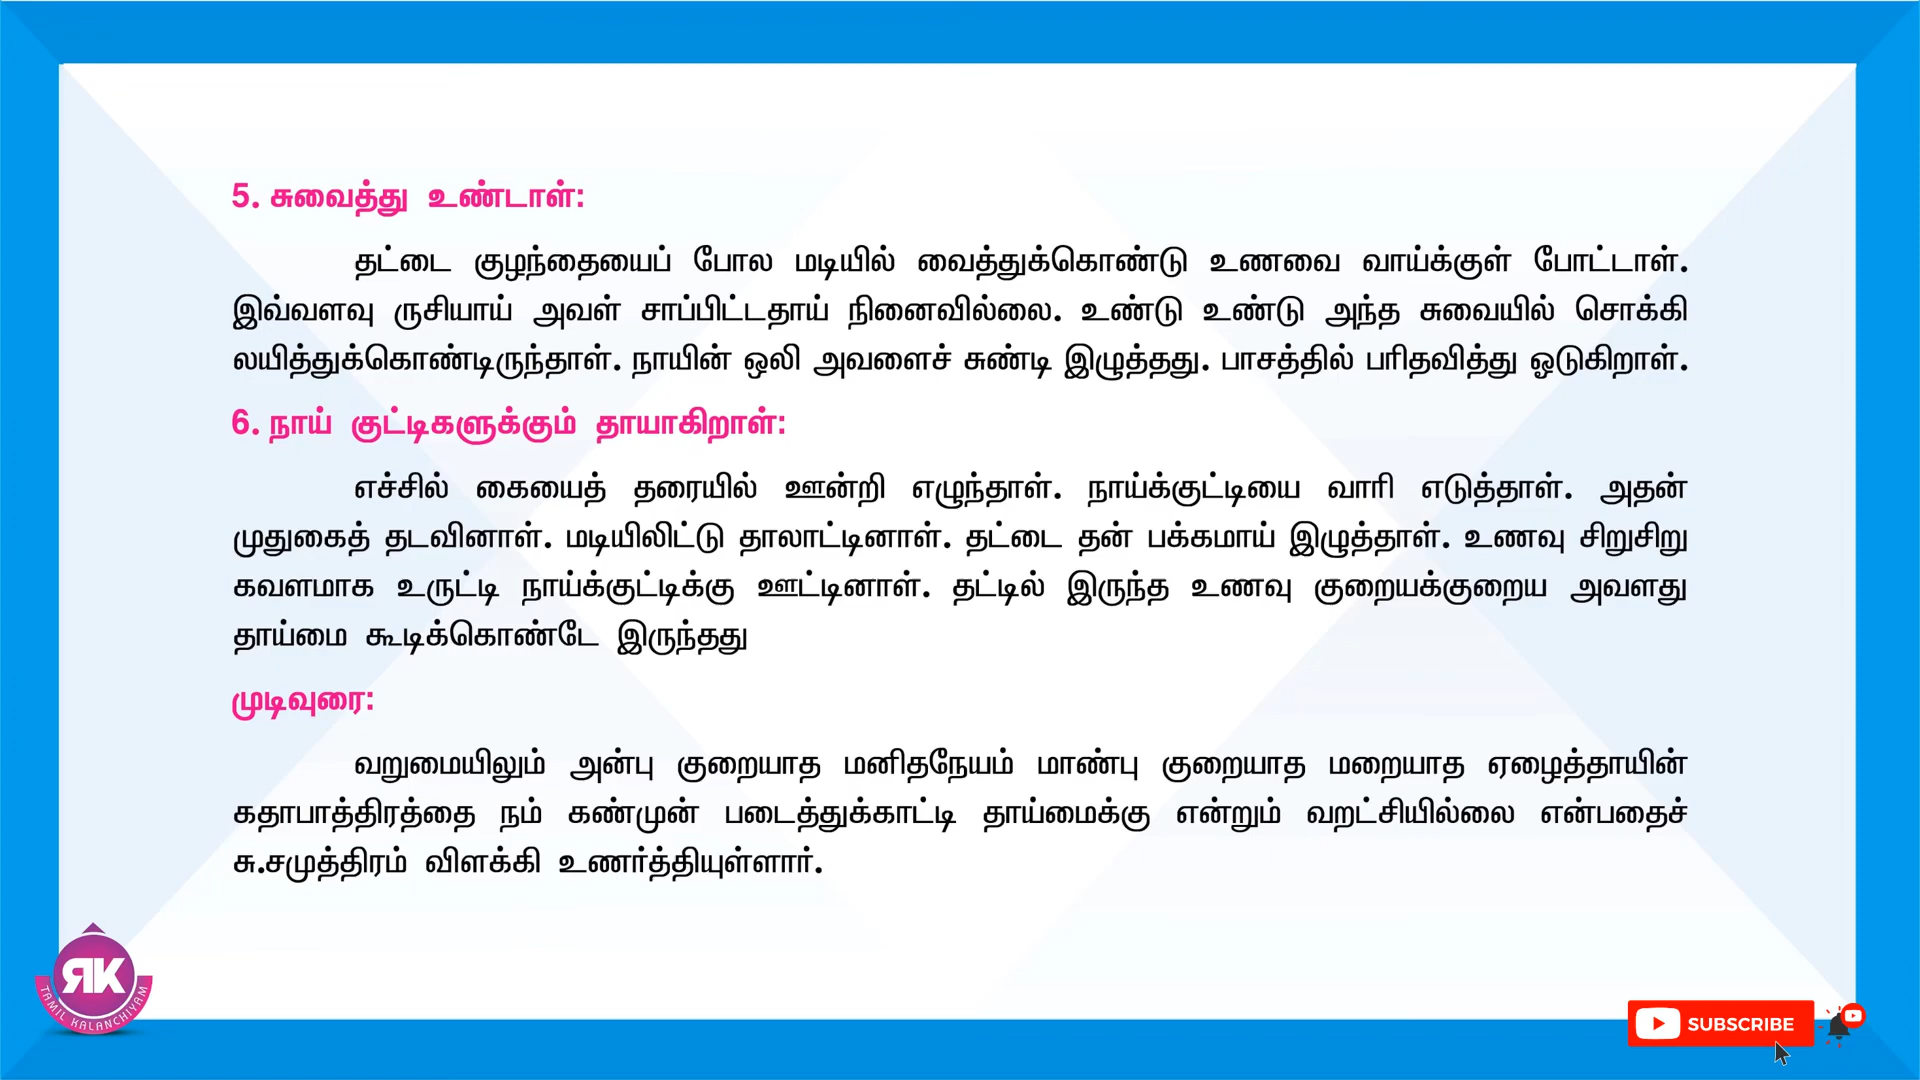 5. சுவைத்து உண்டாள்:
தட்டை குழந்தையைப் போல மடியில் வைத்துக்கொண்டு உணவை வாய்க்குள் போட்டாள்.
இவ்வளவு ருசியாய் அவள் சாப்பிட்டதாய் நினைவில்லை. உண்டு உண்டு அந்த சுவையில் சொக்கி
லயித்துக்கொண்டிருந்தாள். நாயின் ஒலி அவளைச் சுண்டி இழுத்தது. பாசத்தில் பரிதவித்து ஓடுகிறாள்.
6. நாய் குட்டிகளுக்கும் தாயாகிறாள்:
எச்சில் கையைத் தரையில் ஊன்றி எழுந்தாள். நாய்க்குட்டியை வாரி எடுத்தாள். அதன்
முதுகைத் தடவினாள். மடியிலிட்டு தாலாட்டினாள். தட்டை தன் பக்கமாய் இழுத்தாள். உணவு சிறுசிறு
கவளமாக உருட்டி நாய்க்குட்டிக்கு ஊட்டினாள். தட்டில் இருந்த உணவு குறையக்குறைய அவளது
தாய்மை கூடிக்கொண்டே இருந்தது
முடிவுரை:
வறுமையிலும் அன்பு குறையாத மனிதநேயம் மாண்பு குறையாத மறையாத ஏழைத்தாயின்
கதாபாத்திரத்தை நம் கண்முன் படைத்துக்காட்டி தாய்மைக்கு என்றும் வறட்சியில்லை என்பதைச்
சு.சமுத்திரம் விளக்கி உணர்த்தியுள்ளார்.
RK
TAMIL KALANCHIYAM
SUBSCRIBE